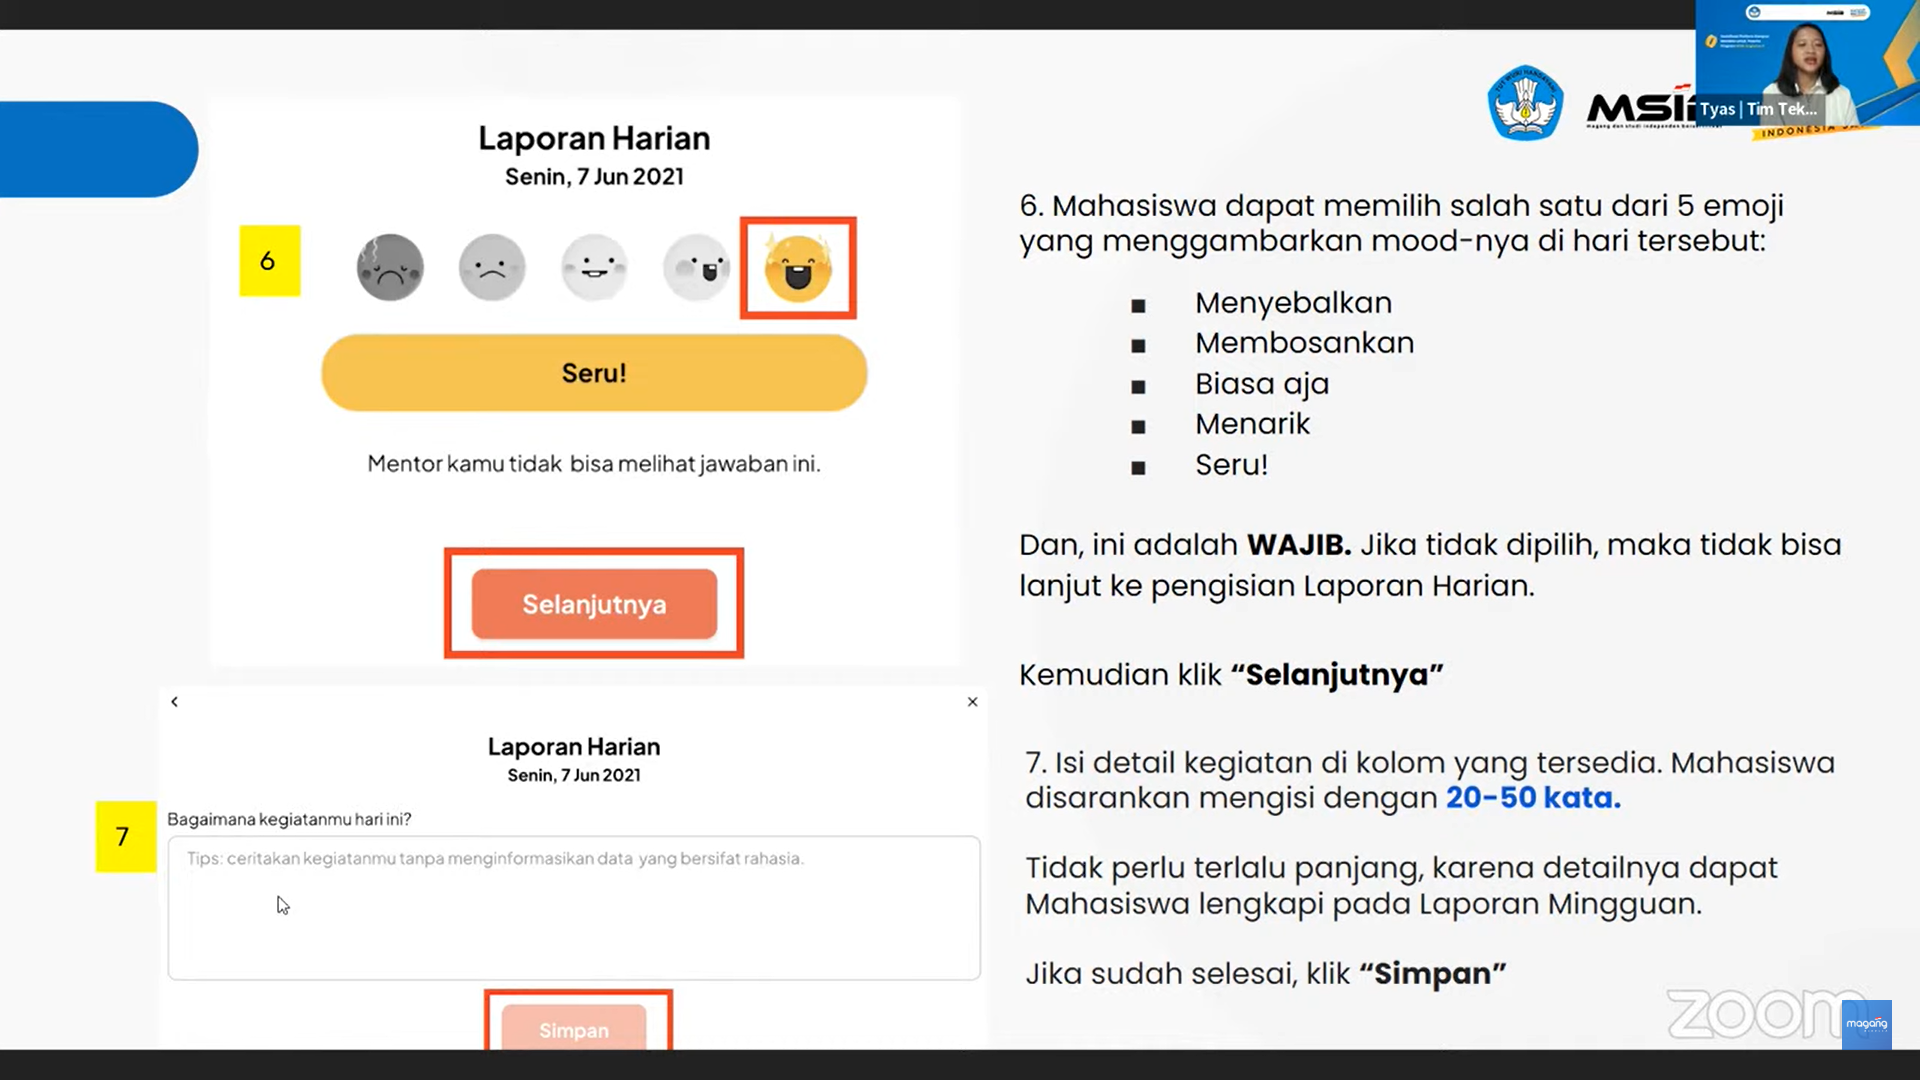 Laporan Harian
Senin, 7 Jun 2021
6
Seru!
Mentor kamu tidak bisa melihat jawaban ini.
Selanjutnya
Laporan Harian
Senin, 7 Jun 2021
7
Bagaimana kegiatanmu hari ini?
Tips: ceritakan kegiatanmu tanpa menginformasikan data yang bersifat rahasia.
Simpan
Tyas | Tim Tek...
6. Mahasiswa dapat memilih salah satu dari 5 emoji
yang menggambarkan mood-nya di hari tersebut:
■ Menyebalkan
■ Membosankan
■ Biasa aja
■ Menarik
■ Seru!
Dan, ini adalah WAJIB. Jika tidak dipilih, maka tidak bisa
lanjut ke pengisian Laporan Harian.
Kemudian klik “Selanjutnya”
7. Isi detail kegiatan di kolom yang tersedia. Mahasiswa
disarankan mengisi dengan 20-50 kata.
Tidak perlu terlalu panjang, karena detailnya dapat
Mahasiswa lengkapi pada Laporan Mingguan.
Jika sudah selesai, klik “Simpan”
zoom
magang